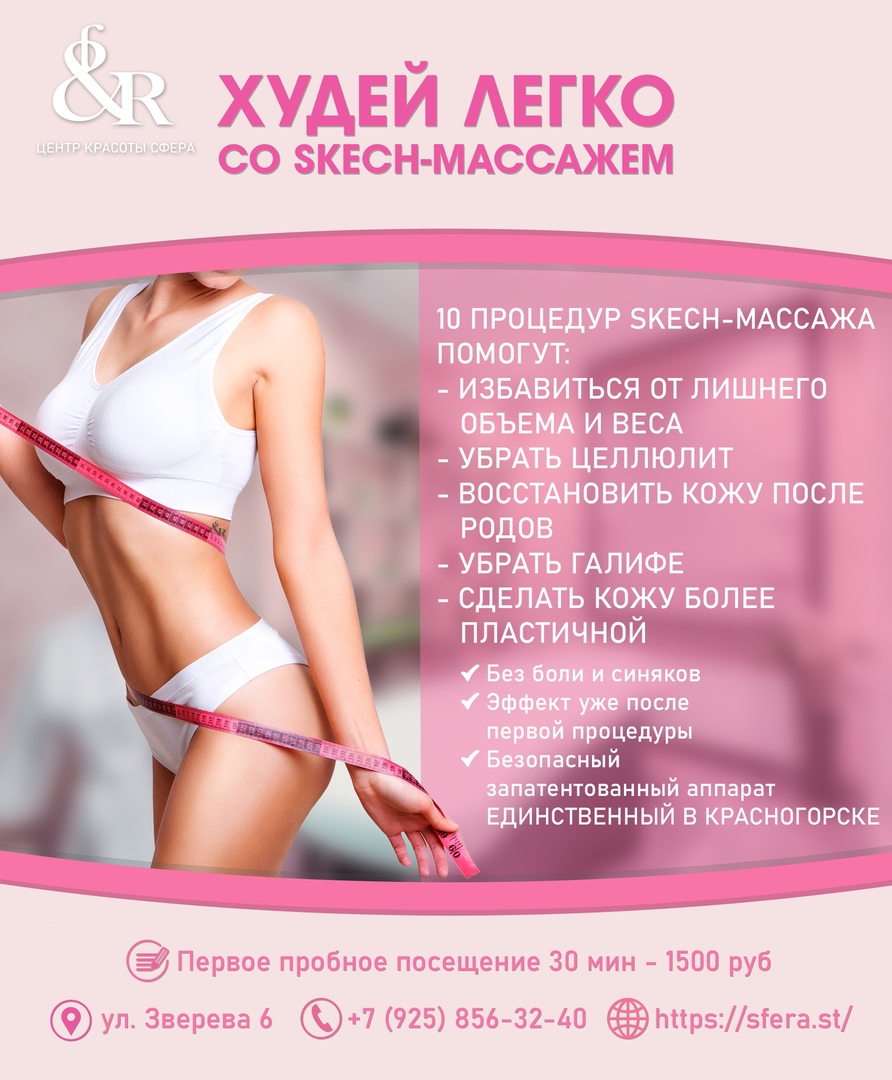 &R
ЦЕНТР КРАСОТЫ СФЕРА
ХУДЕЙ ЛЕГКО
СО SKECH-МАССАЖЕМ
10 ПРОЦЕДУР SKECH-МАССАЖА
ПОМОГУТ:
- ИЗБАВИТЬСЯ ОТ ЛИШНЕГО
ОБЪЕМА И ВЕСА
- УБРАТЬ ЦЕЛЛЮЛИТ
- ВОССТАНОВИТЬ КОЖУ ПОСЛЕ
РОДОВ
- УБРАТЬ ГАЛИФЕ
- СДЕЛАТЬ КОЖУ БОЛЕЕ
ПЛАСТИЧНОЙ
✔ Без боли и синяков
✔ Эффект уже после
первой процедуры
✔ Безопасный
запатентованный аппарат
ЕДИНСТВЕННЫЙ В КРАСНОГОРСКЕ
&R
60
Первое пробное посещение 30 мин - 1500 руб
ул. Зверева 6
+7 (925) 856-32-40
https://sfera.st/